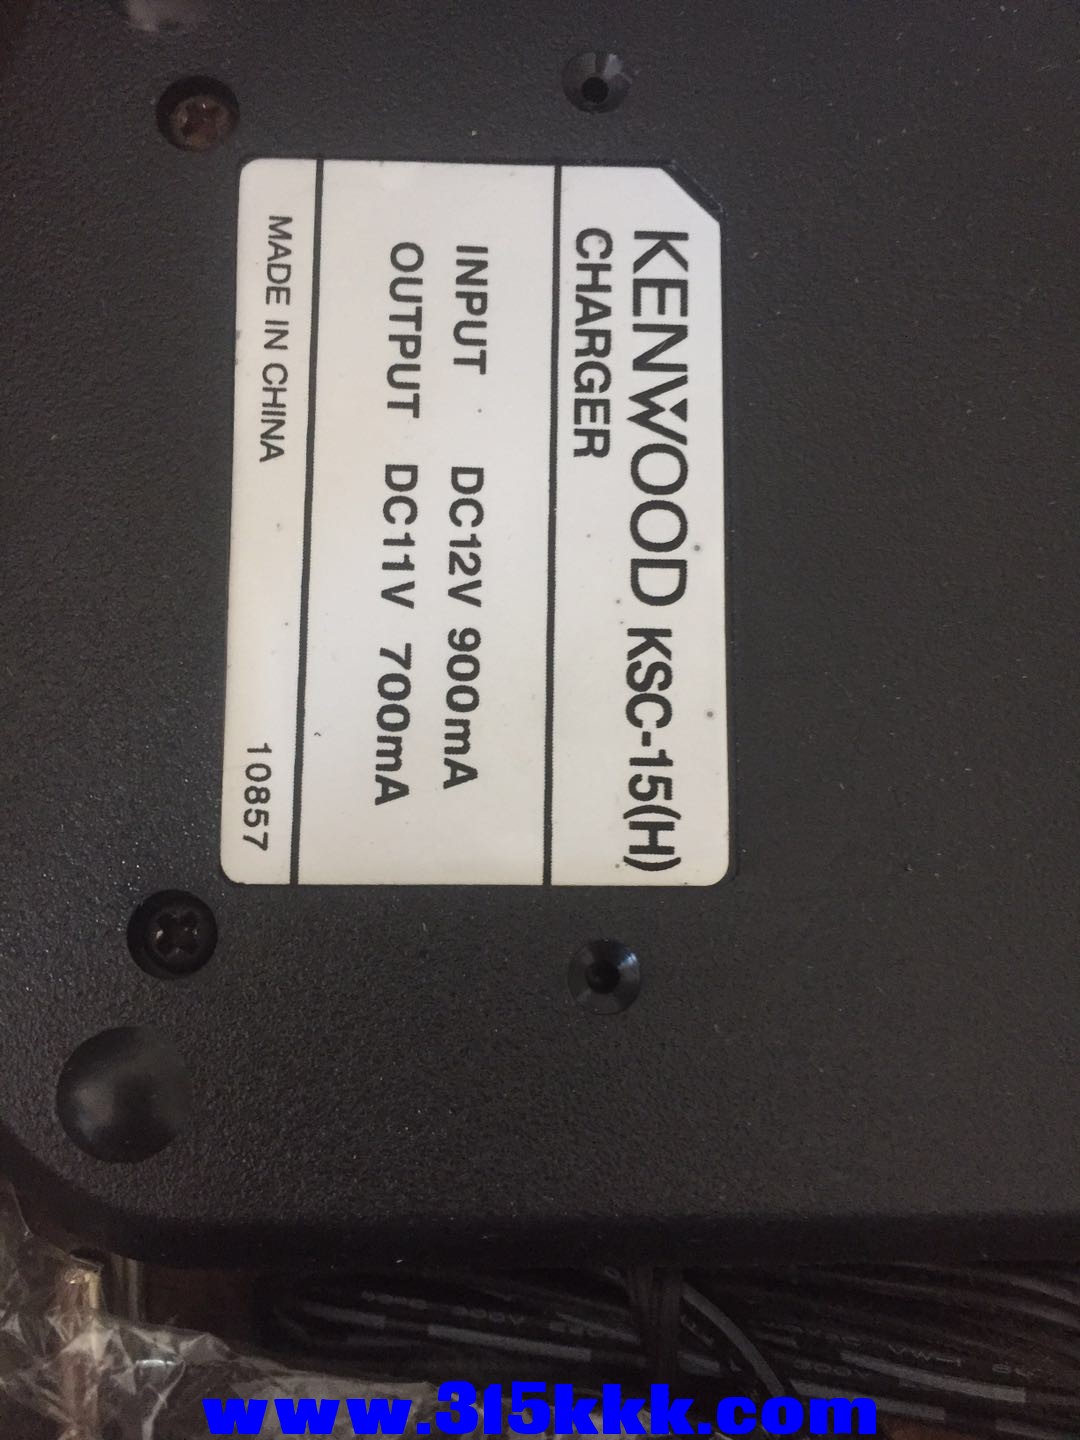 KENWOOD KSC-15(H)
CHARGER
INPUT DC12V 900mA
OUTPUT DC11V 700mA
MADE IN CHINA 10857
www.315kkk.com